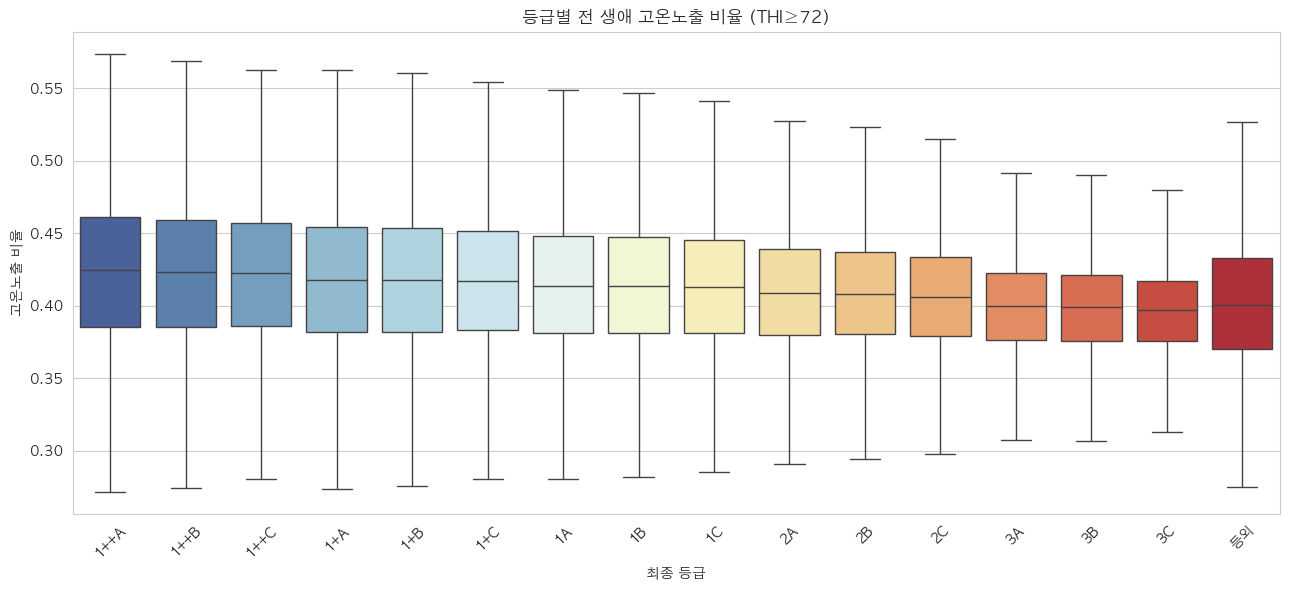 등급별 전 생애 고온노출 비율 (THI≥72)
고온노출 비율
0.55
0.50
0.45
0.40
0.35
0.30
1++A
1++B
1++C
1+A
1+B
1+C
1A
1B
1C
2A
2B
2C
3A
3B
3C
등외
최종 등급